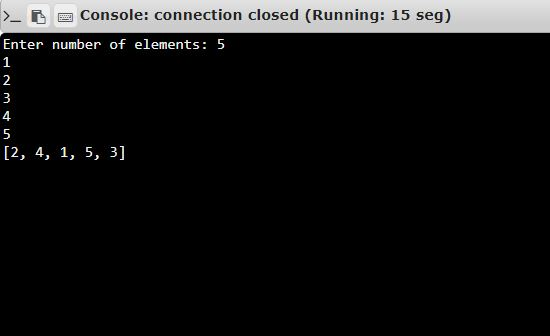 >_ Console: connection closed (Running: 15 seg)
Enter number of elements: 5
1
2
3
4
5
[2, 4, 1, 5, 3]